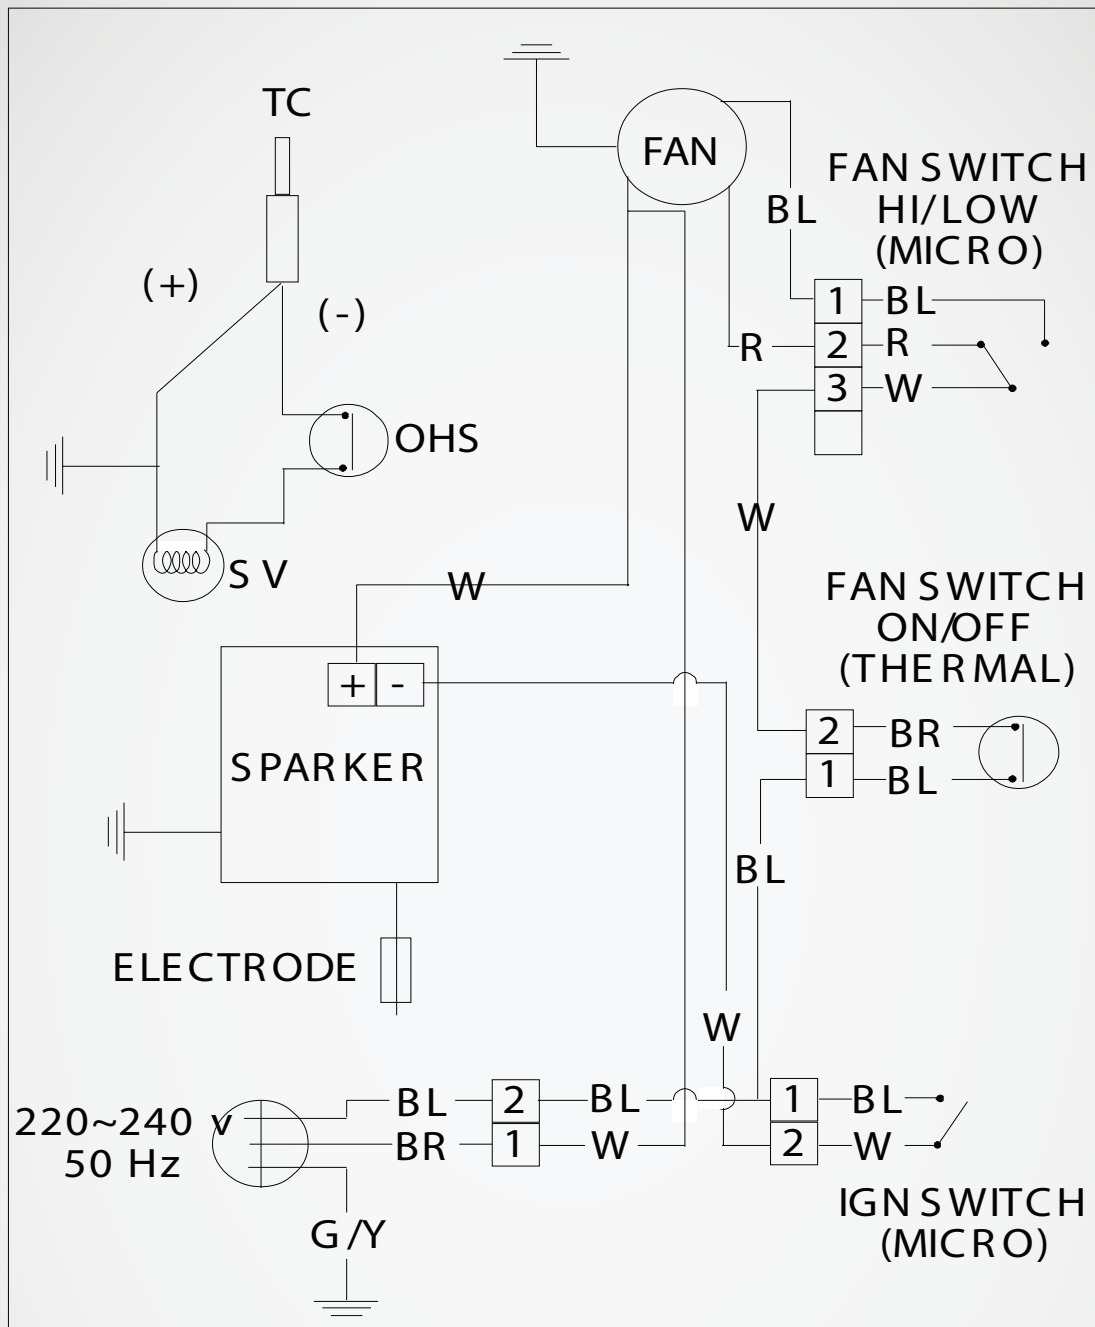 TC
FAN
FAN SWITCH
HI/LOW
(MICRO)
BL
(+)
(-)
1
BL
R
2
R
3
W
OHS
W
SV
W
FAN SWITCH
ON/OFF
(THERMAL)
+
-
2
BR
SPARKER
1
BL
BL
ELECTRODE
W
220~240 v
50 Hz
BL
2
BL
1
BL
BR
1
W
2
W
G/Y
IGN SWITCH
(MICRO)